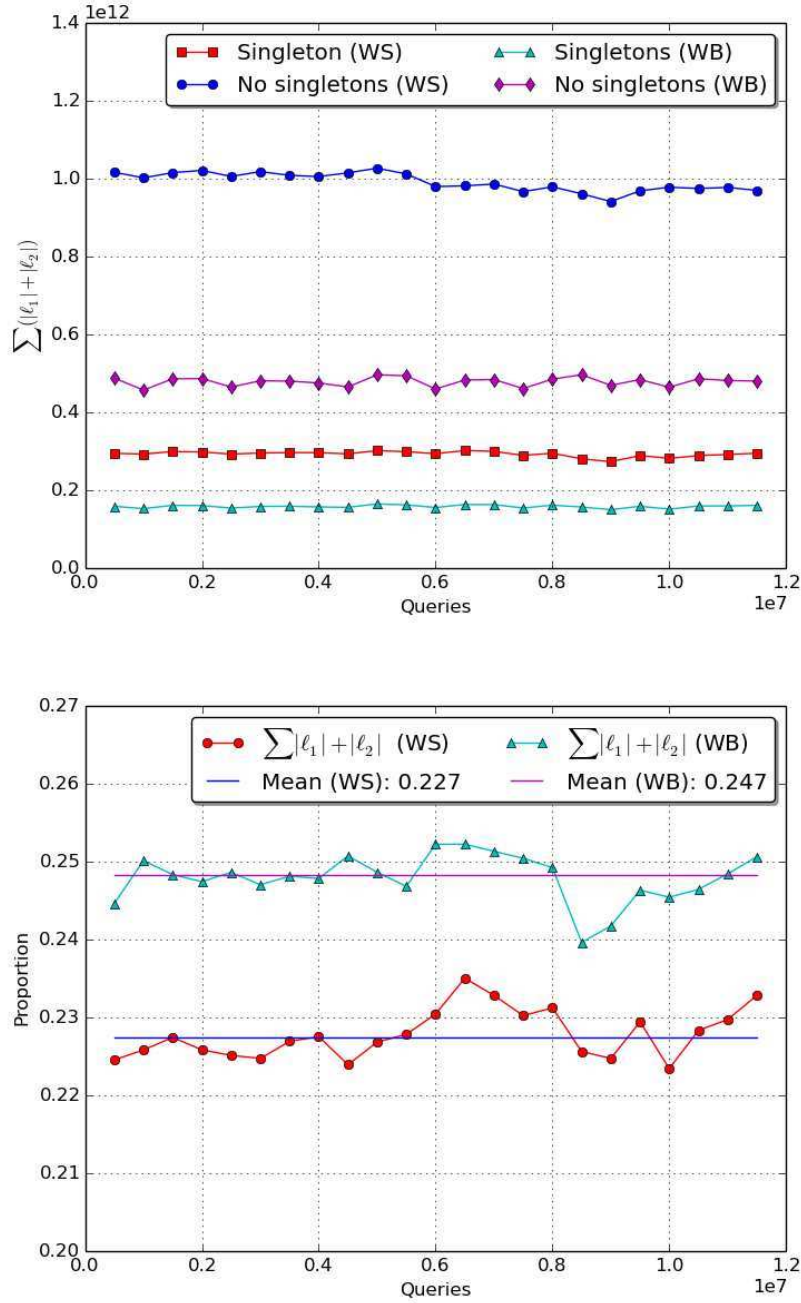 1e12
1.4
Singleton (WS)
Singletons (WB)
No singletons (WS)
No singletons (WB)
1.2
1.0
0.8
0.6
0.4
0.2
0.0
∑(|ℓ₁|+|ℓ₂|)
0.0 0.2 0.4 0.6 0.8 1.0 1.2
Queries
1e7
0.27
∑|ℓ₁|+|ℓ₂| (WS)
∑|ℓ₁|+|ℓ₂| (WB)
Mean (WS): 0.227
Mean (WB): 0.247
0.26
0.25
0.24
0.23
0.22
0.21
0.20
Proportion
0.0 0.2 0.4 0.6 0.8 1.0 1.2
Queries
1e7